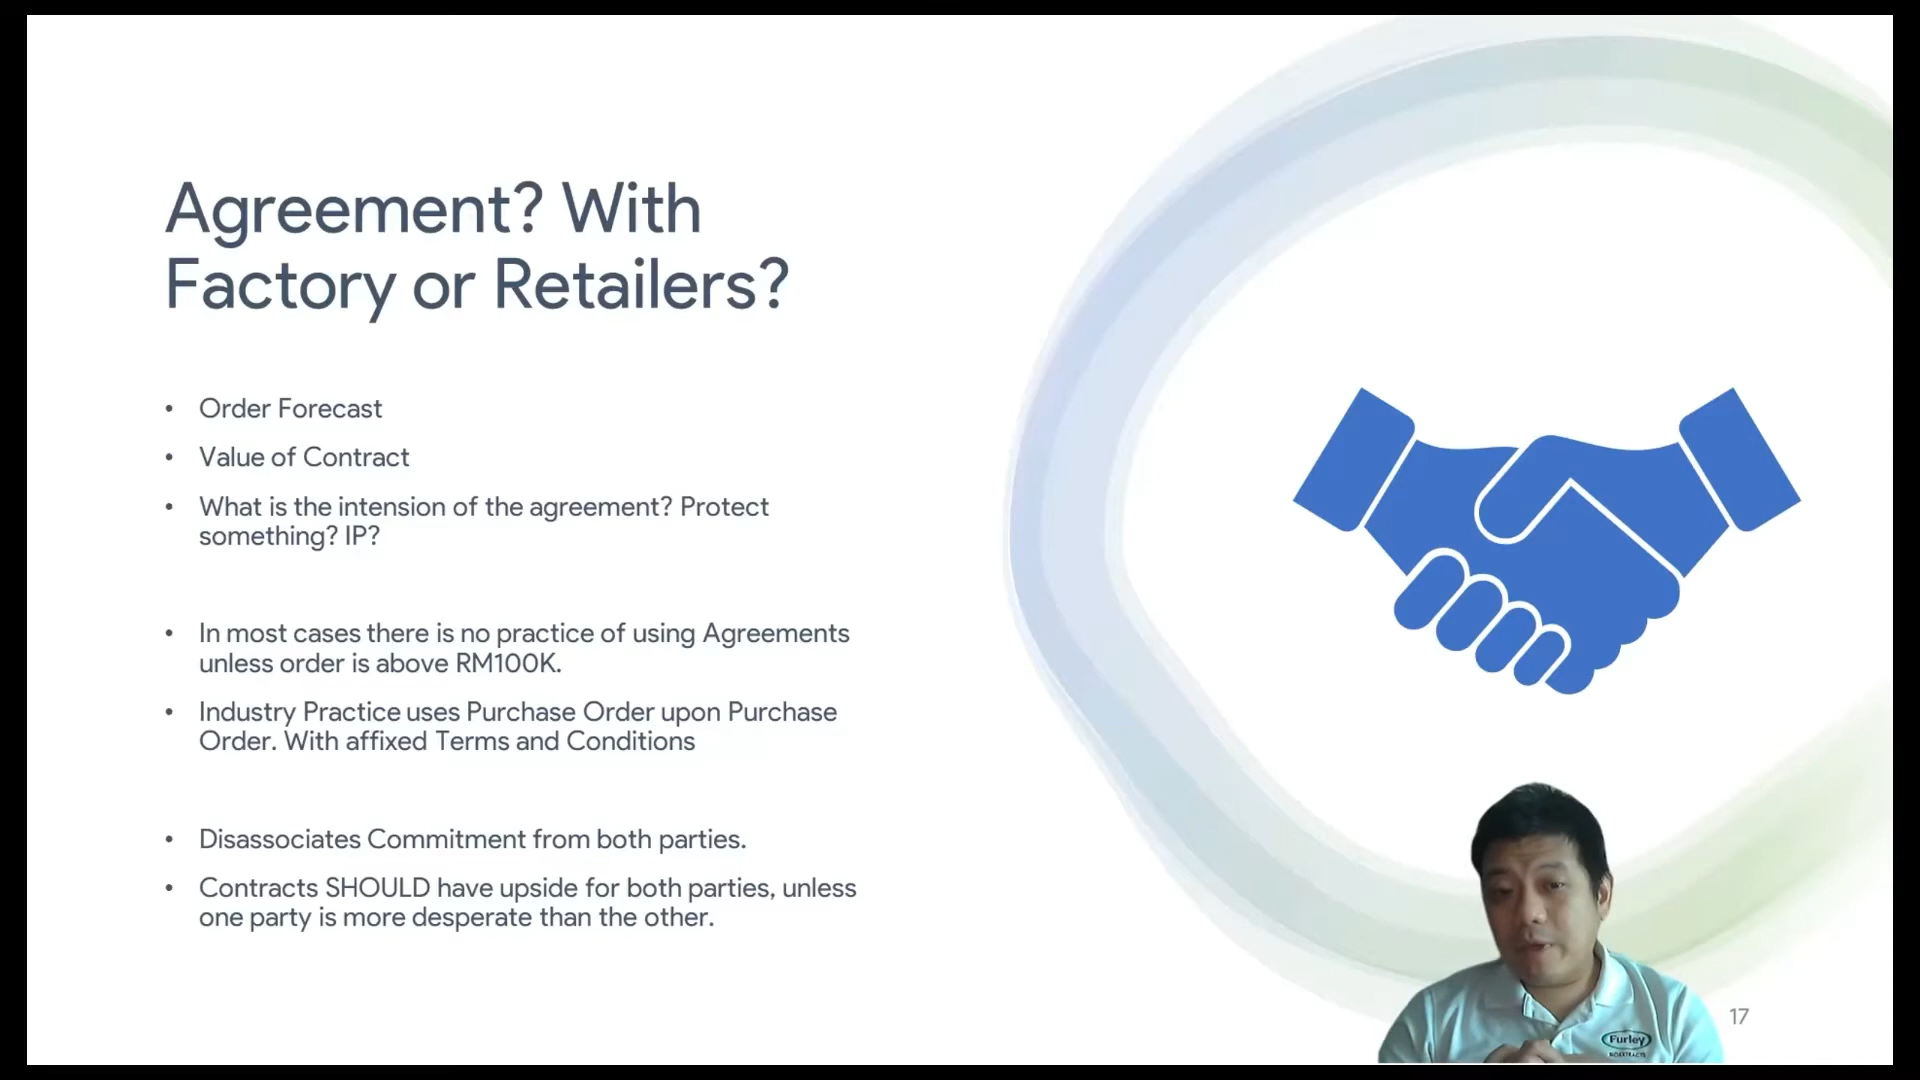 Agreement? With
Factory or Retailers?
• Order Forecast
• Value of Contract
• What is the intension of the agreement? Protect
something? IP?
• In most cases there is no practice of using Agreements
unless order is above RM100K.
• Industry Practice uses Purchase Order upon Purchase
Order. With affixed Terms and Conditions
• Disassociates Commitment from both parties.
• Contracts SHOULD have upside for both parties, unless
one party is more desperate than the other.
17
Furley
BIOEXTRACTS